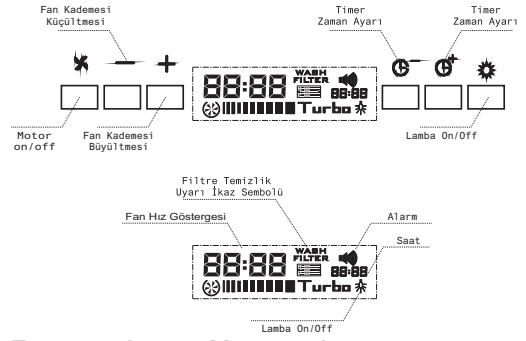 Fan Kademesi
Küçültmesi
Timer
Zaman Ayarı
Timer
Zaman Ayarı
88:88
WASH
FILTER
88:88
Turbo
Motor
on/off
Fan Kademesi
Büyültmesi
Lamba On/Off
Filtre Temizlik
Uyarı İkaz Sembolü
Fan Hız Göstergesi
Alarm
Saat
88:88
WASH
FILTER
88:88
Turbo
Lamba On/Off